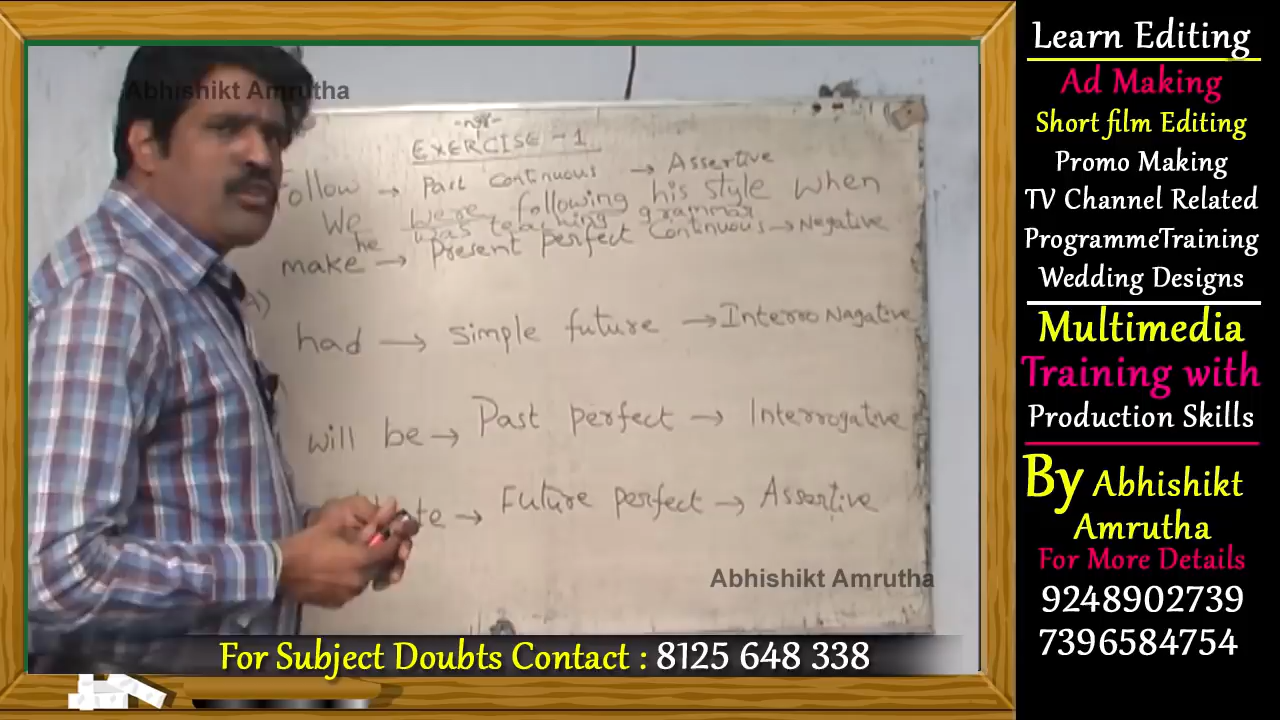 Abhishikt Amrutha
EXERCISE - 1
Follow → Past continuous → Assertive
We were following his style when
he was teaching grammar
make → Present perfect continuous → Negative
A)
had → simple future → Interro Nagative
will be → Past perfect → Interrogative
→ Future perfect → Assertive
Abhishikt Amrutha
For Subject Doubts Contact : 8125 648 338
Learn Editing
Ad Making
Short film Editing
Promo Making
TV Channel Related
ProgrammeTraining
Wedding Designs
Multimedia
Training with
Production Skills
By Abhishikt
Amrutha
For More Details
9248902739
7396584754